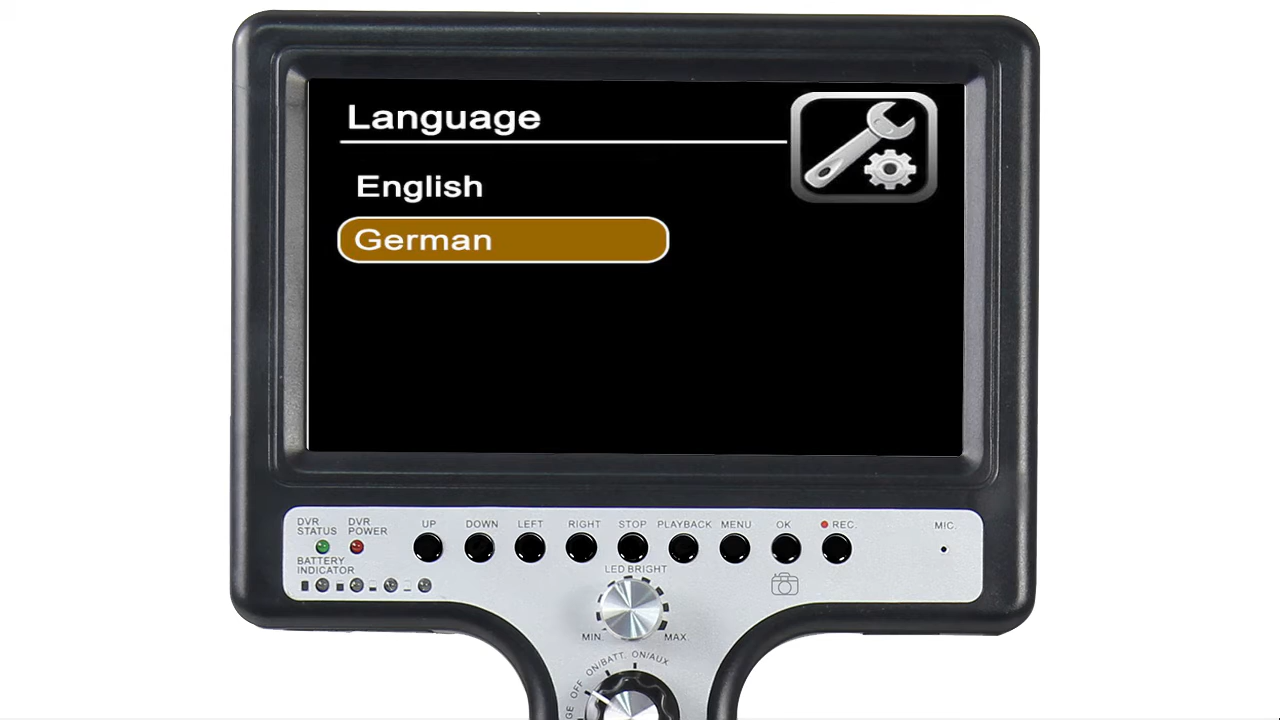 Language
English
German
DVR STATUS
DVR POWER
UP
DOWN
LEFT
RIGHT
STOP
PLAYBACK
MENU
OK
REC.
MIC.
BATTERY INDICATOR
LED BRIGHT
MIN.
MAX.
OFF
ON/BATT.
ON/AUX